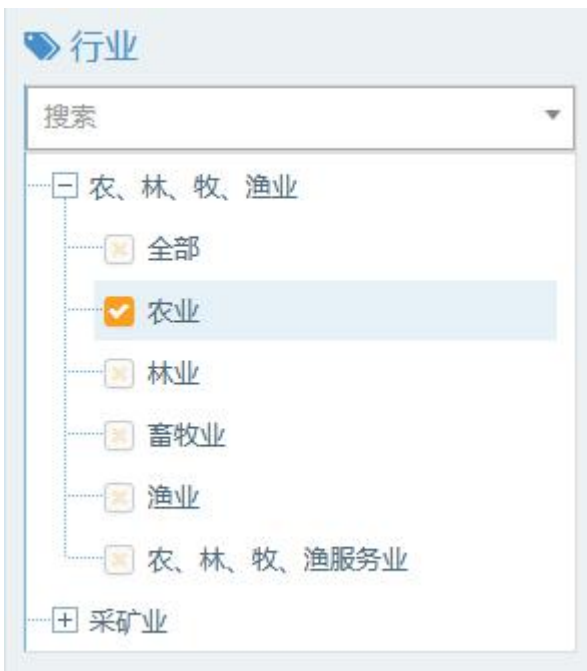 行业
搜索
农、林、牧、渔业
全部
农业
林业
畜牧业
渔业
农、林、牧、渔服务业
采矿业